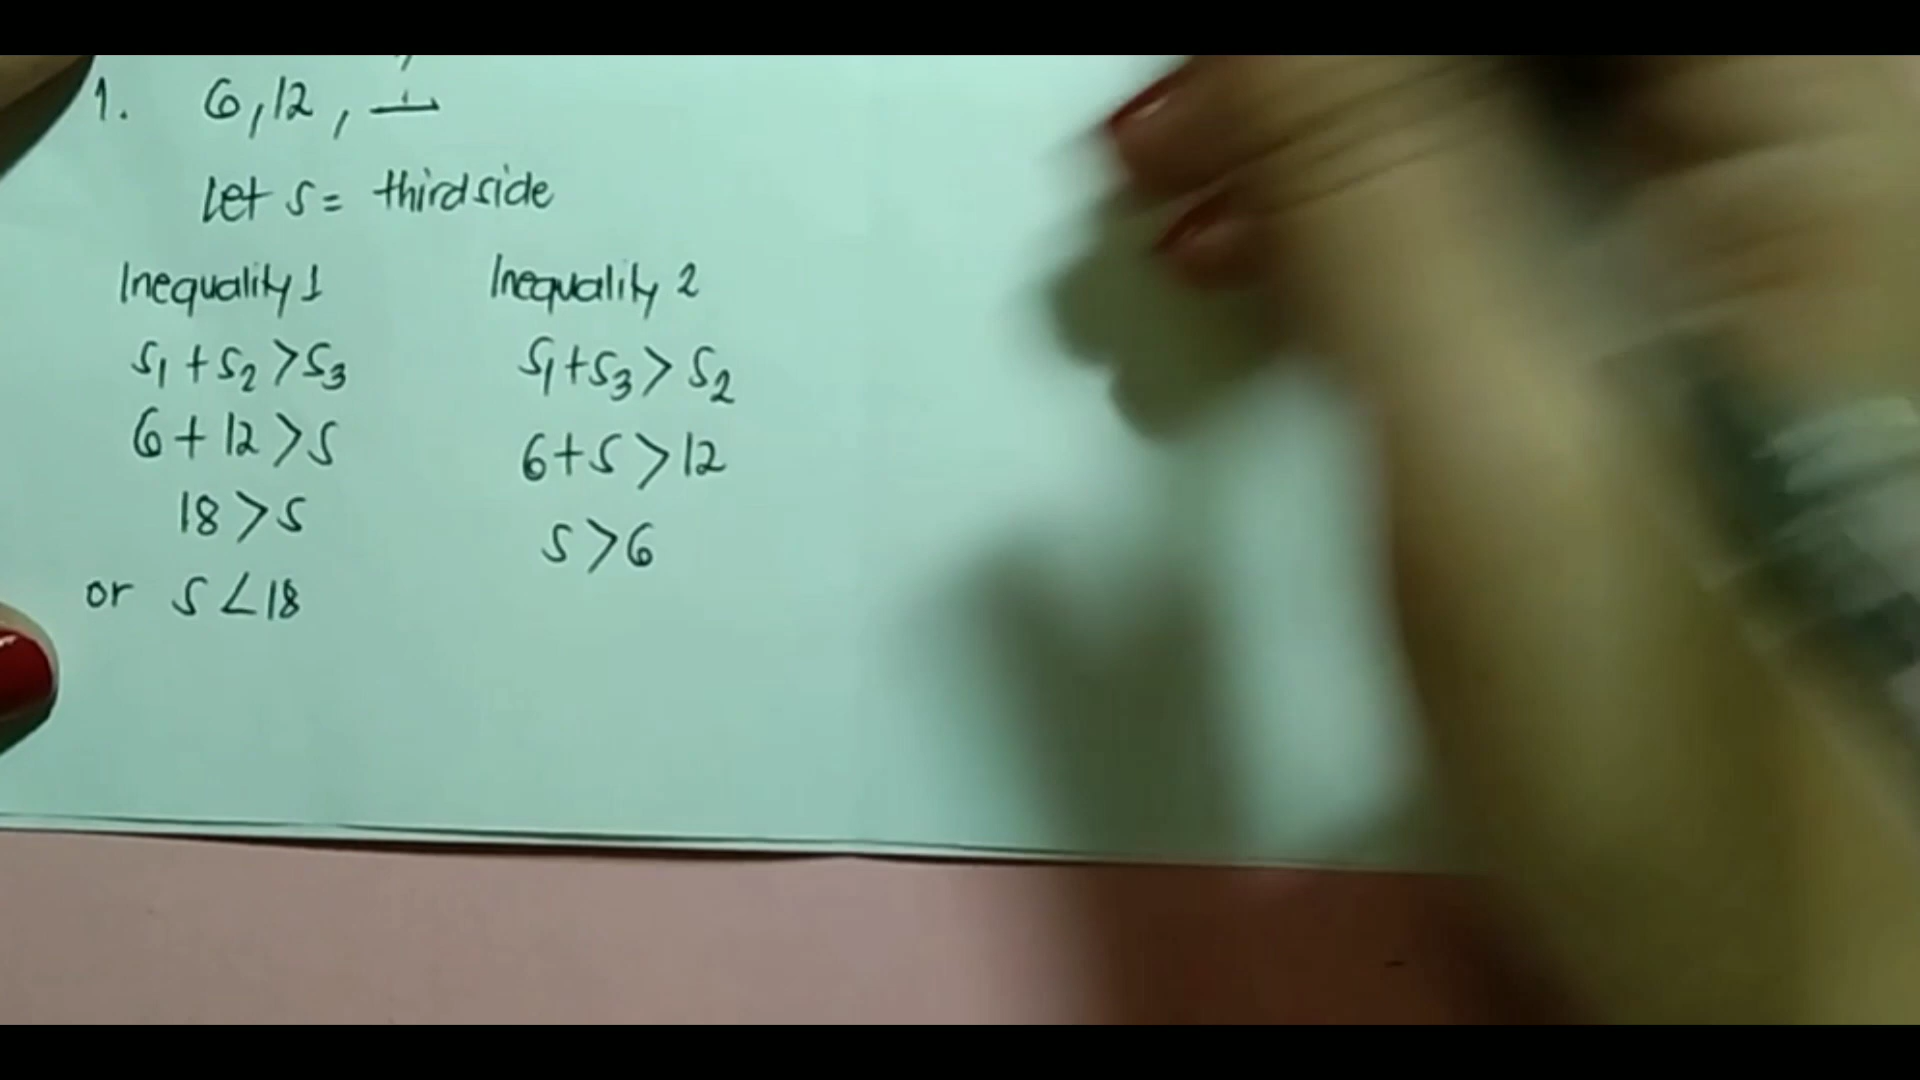 1. 6, 12, ?
Let s = third side
Inequality 1
s₁ + s₂ > s₃
6 + 12 > s
18 > s
or s < 18
Inequality 2
s₁ + s₃ > s₂
6 + s > 12
s > 6